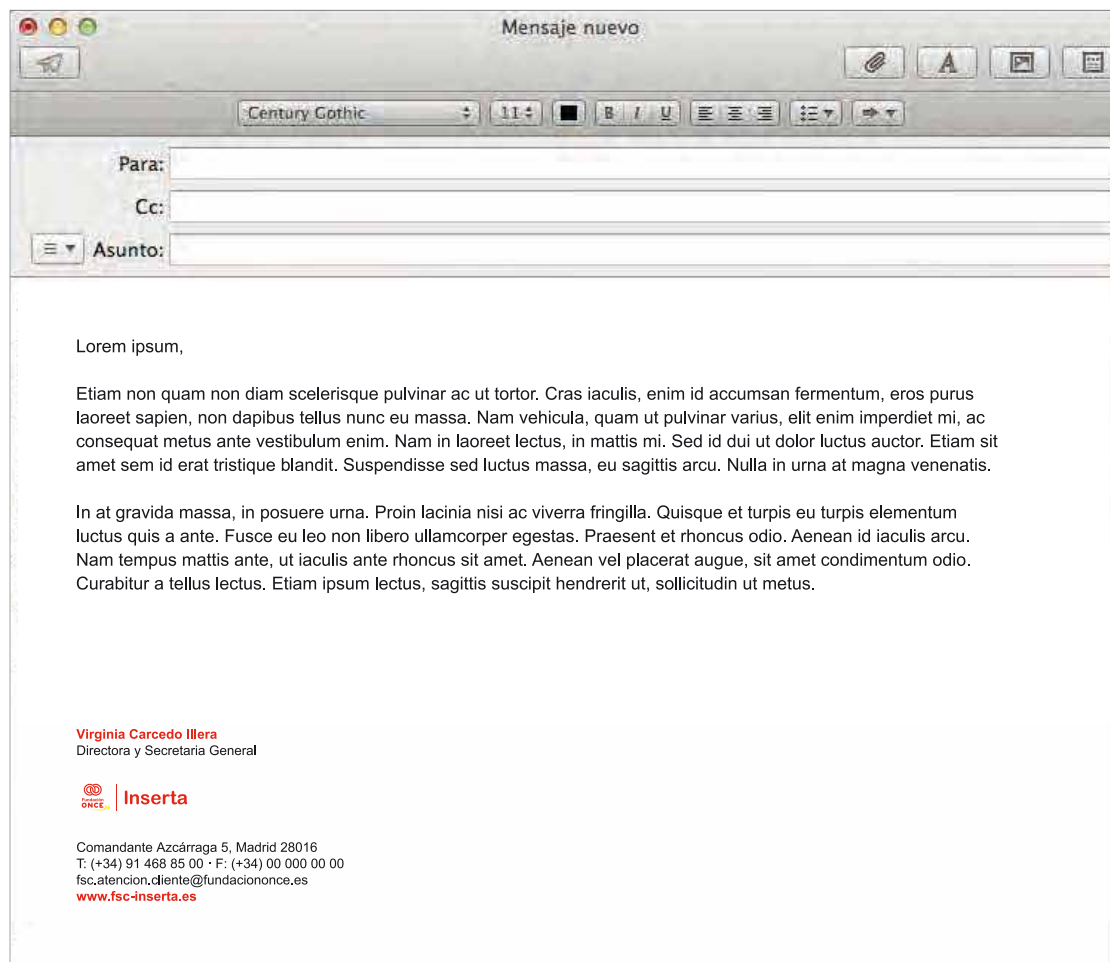 Mensaje nuevo
A
Century Gothic 11 B I U
Para:
Cc:
Asunto:
Lorem ipsum,
Etiam non quam non diam scelerisque pulvinar ac ut tortor. Cras iaculis, enim id accumsan fermentum, eros purus
laoreet sapien, non dapibus tellus nunc eu massa. Nam vehicula, quam ut pulvinar varius, elit enim imperdiet mi, ac
consequat metus ante vestibulum enim. Nam in laoreet lectus, in mattis mi. Sed id dui ut dolor luctus auctor. Etiam sit
amet sem id erat tristique blandit. Suspendisse sed luctus massa, eu sagittis arcu. Nulla in urna at magna venenatis.
In at gravida massa, in posuere urna. Proin lacinia nisi ac viverra fringilla. Quisque et turpis eu turpis elementum
luctus quis a ante. Fusce eu leo non libero ullamcorper egestas. Praesent et rhoncus odio. Aenean id iaculis arcu.
Nam tempus mattis ante, ut iaculis ante rhoncus sit amet. Aenean vel placerat augue, sit amet condimentum odio.
Curabitur a tellus lectus. Etiam ipsum lectus, sagittis suscipit hendrerit ut, sollicitudin ut metus.
Virginia Carcedo Illera
Directora y Secretaria General
Fundación
ONCE
Inserta
Comandante Azcárraga 5, Madrid 28016
T: (+34) 91 468 85 00 · F: (+34) 00 000 00 00
fsc.atencion.cliente@fundaciononce.es
www.fsc-inserta.es